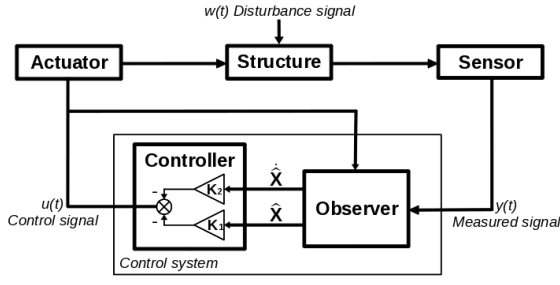 w(t) Disturbance signal
Actuator
Structure
Sensor
Controller
K₂
K₁
Ẋ̂
X̂
Observer
u(t)
Control signal
y(t)
Measured signal
Control system